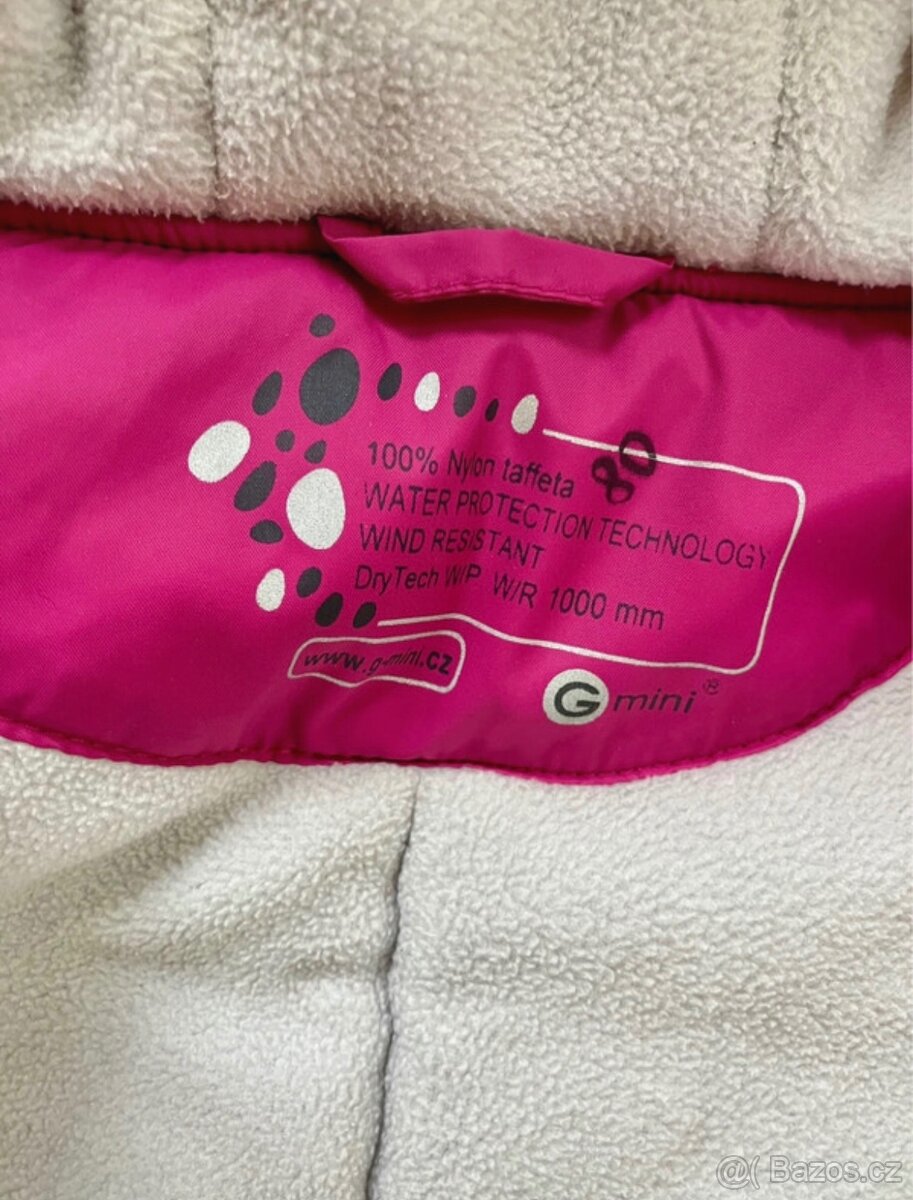 80
100% Nylon taffeta
WATER PROTECTION TECHNOLOGY
WIND RESISTANT
DryTech W/P W/R 1000 mm
www.g-mini.cz
G mini ®
@( Bazos.cz